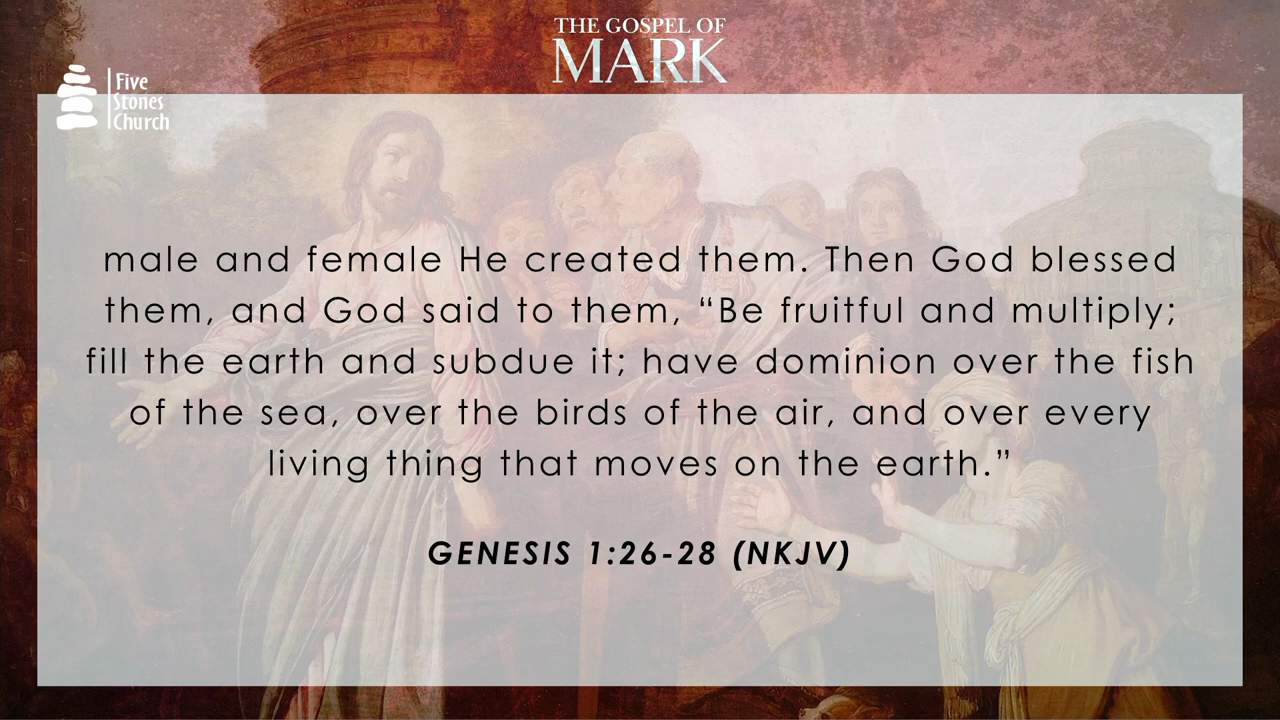 THE GOSPEL OF
MARK
Five
Stones
Church
male and female He created them. Then God blessed
them, and God said to them, “Be fruitful and multiply;
fill the earth and subdue it; have dominion over the fish
of the sea, over the birds of the air, and over every
living thing that moves on the earth.”
GENESIS 1:26-28 (NKJV)